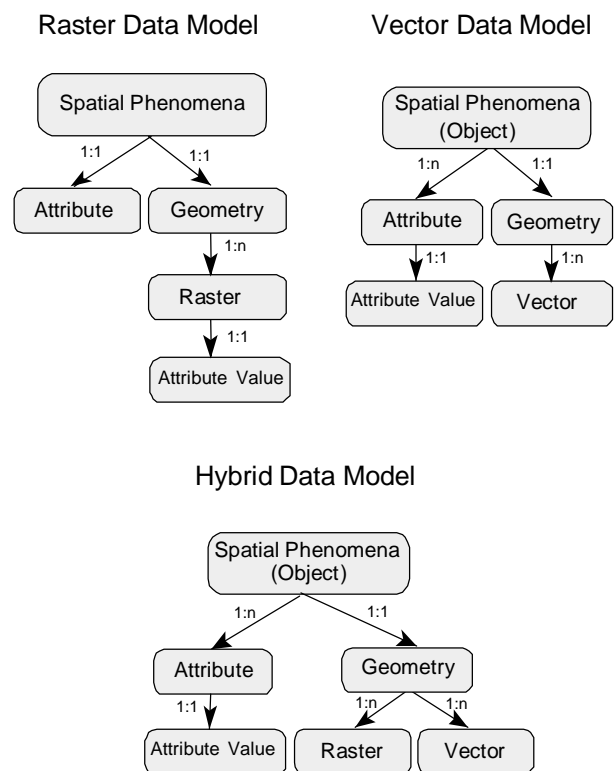 Raster Data Model
Vector Data Model
Spatial Phenomena
1:1
1:1
Attribute
Geometry
1:n
Raster
1:1
Attribute Value
Spatial Phenomena
(Object)
1:n
1:1
Attribute
Geometry
1:1
1:n
Attribute Value
Vector
Hybrid Data Model
Spatial Phenomena
(Object)
1:n
1:1
Attribute
Geometry
1:1
1:n
1:n
Attribute Value
Raster
Vector